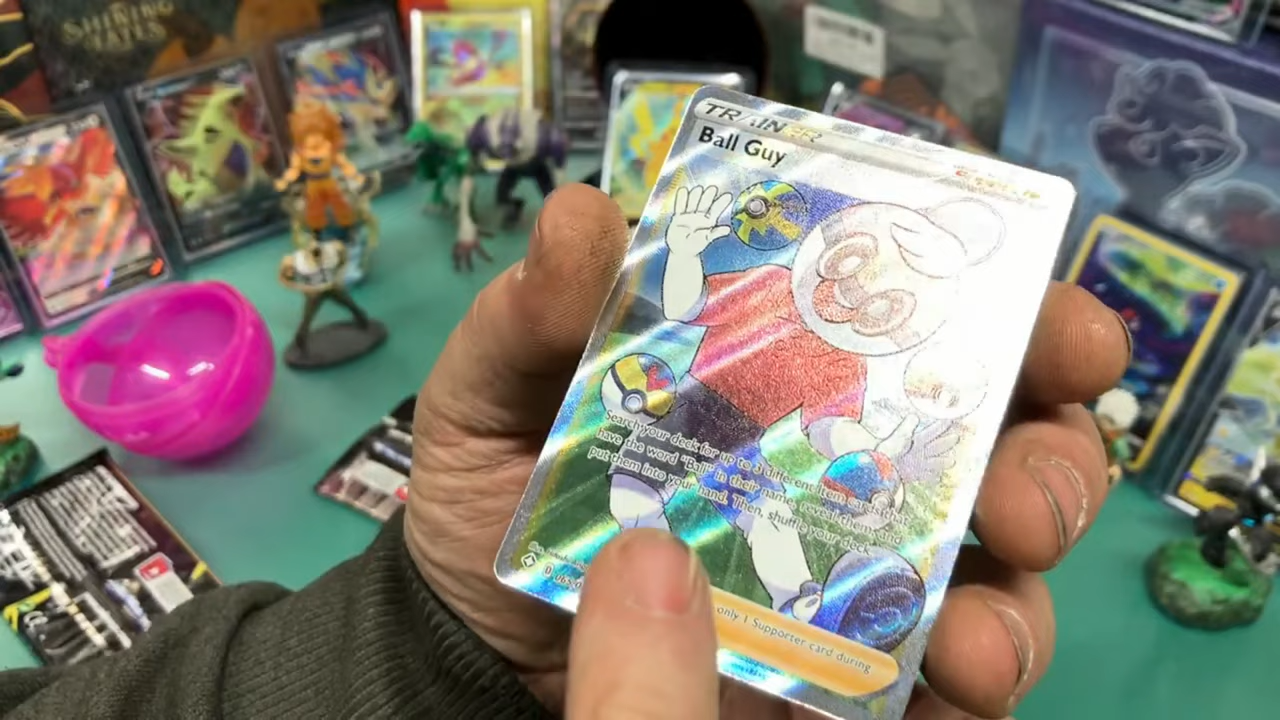 SHINING
FATES
TRAINER
Ball Guy
Search your deck for up to 3 different Item cards that
have the word "Ball" in their name, reveal them, and
put them into your hand. Then, shuffle your deck.
only 1 Supporter card during